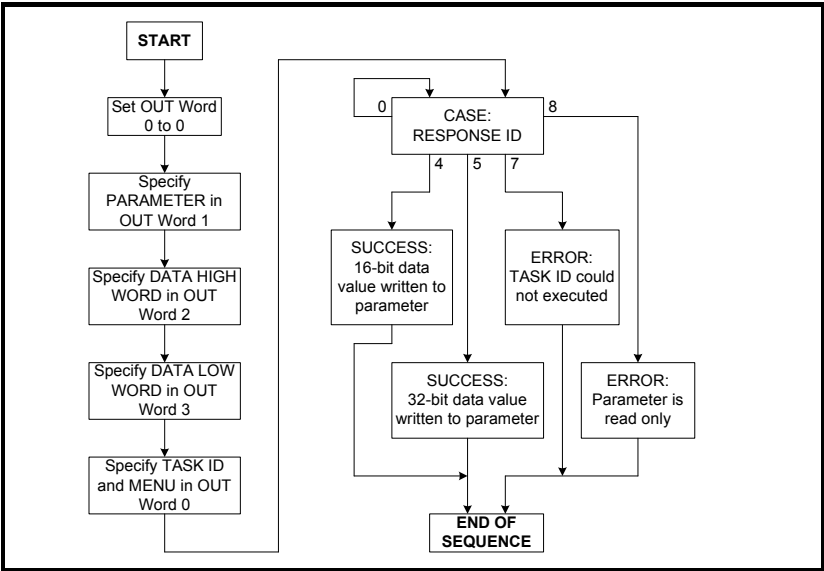 START
Set OUT Word
0 to 0
Specify
PARAMETER in
OUT Word 1
Specify DATA HIGH
WORD in OUT
Word 2
Specify DATA LOW
WORD in OUT
Word 3
Specify TASK ID
and MENU in OUT
Word 0
0
CASE:
RESPONSE ID
8
4
5
7
SUCCESS:
16-bit data
value written to
parameter
ERROR:
TASK ID could
not executed
SUCCESS:
32-bit data value
written to parameter
ERROR:
Parameter is
read only
END OF
SEQUENCE